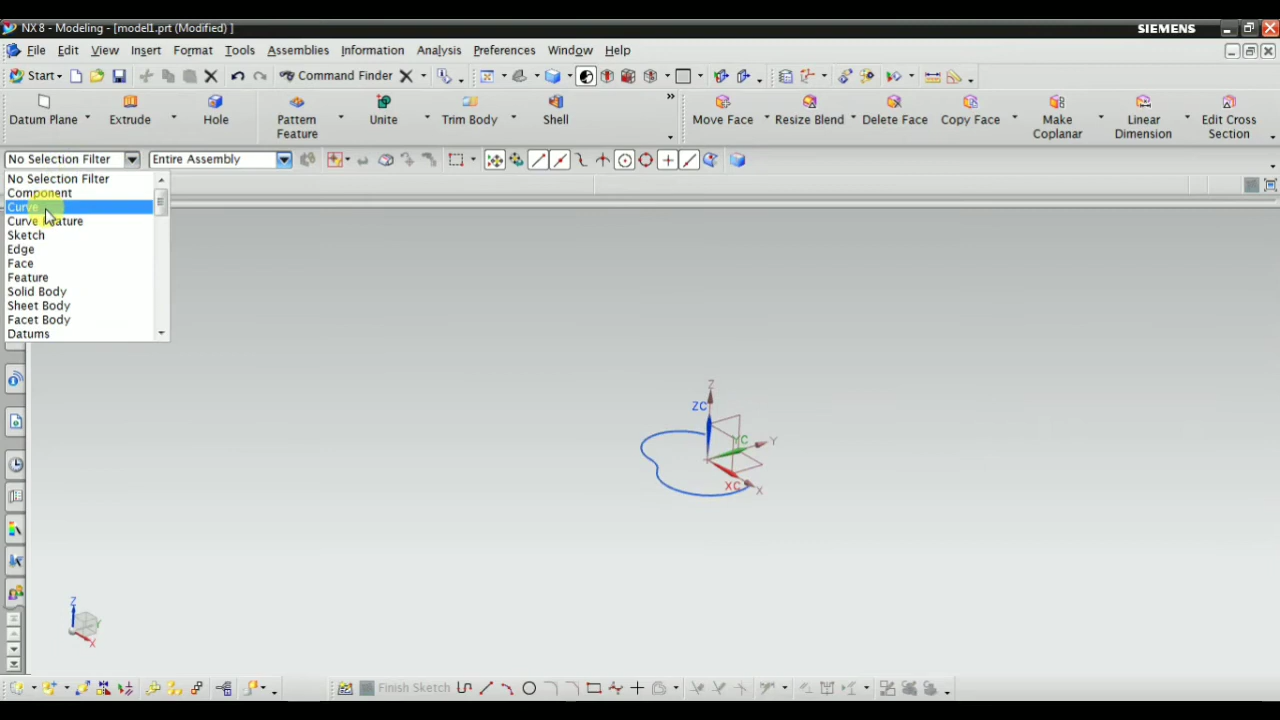 NX 8 - Modeling - [model1.prt (Modified) ]
SIEMENS
File Edit View Insert Format Tools Assemblies Information Analysis Preferences Window Help
Start Command Finder
Datum Plane Extrude Hole Pattern Feature Unite Trim Body Shell Move Face Resize Blend Delete Face Copy Face Make Coplanar Linear Dimension Edit Cross Section
No Selection Filter Entire Assembly
No Selection Filter
Component
Curve
Curve Feature
Sketch
Edge
Face
Feature
Solid Body
Sheet Body
Facet Body
Datums
Z
ZC
YC Y
XC X
Z
Y
X
Finish Sketch